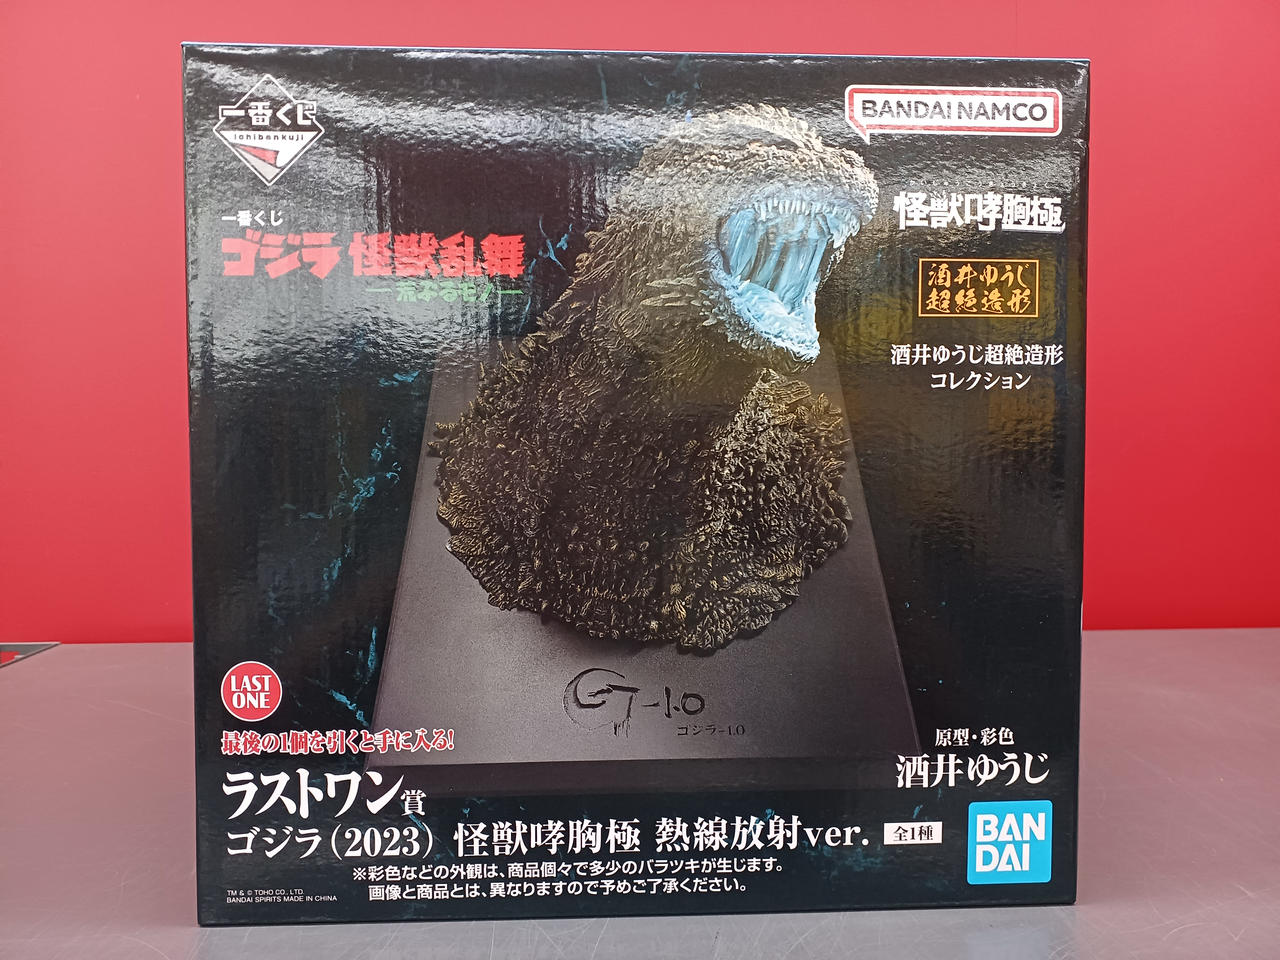 一番くじ
ichibankuji
BANDAI NAMCO
一番くじ
ゴジラ 怪獣乱舞
―荒ぶるモノ―
怪獣哮胸極
酒井ゆうじ
超絶造形
酒井ゆうじ超絶造形
コレクション
G-1.0
ゴジラ-1.0
LAST
ONE
最後の1個を引くと手に入る!
ラストワン賞
ゴジラ(2023) 怪獣哮胸極 熱線放射ver. 全1種
原型・彩色
酒井ゆうじ
BAN
DAI
※彩色などの外観は、商品個々で多少のバラツキが生じます。
画像と商品とは、異なりますので予めご了承ください。
TM & © TOHO CO., LTD.
BANDAI SPIRITS MADE IN CHINA